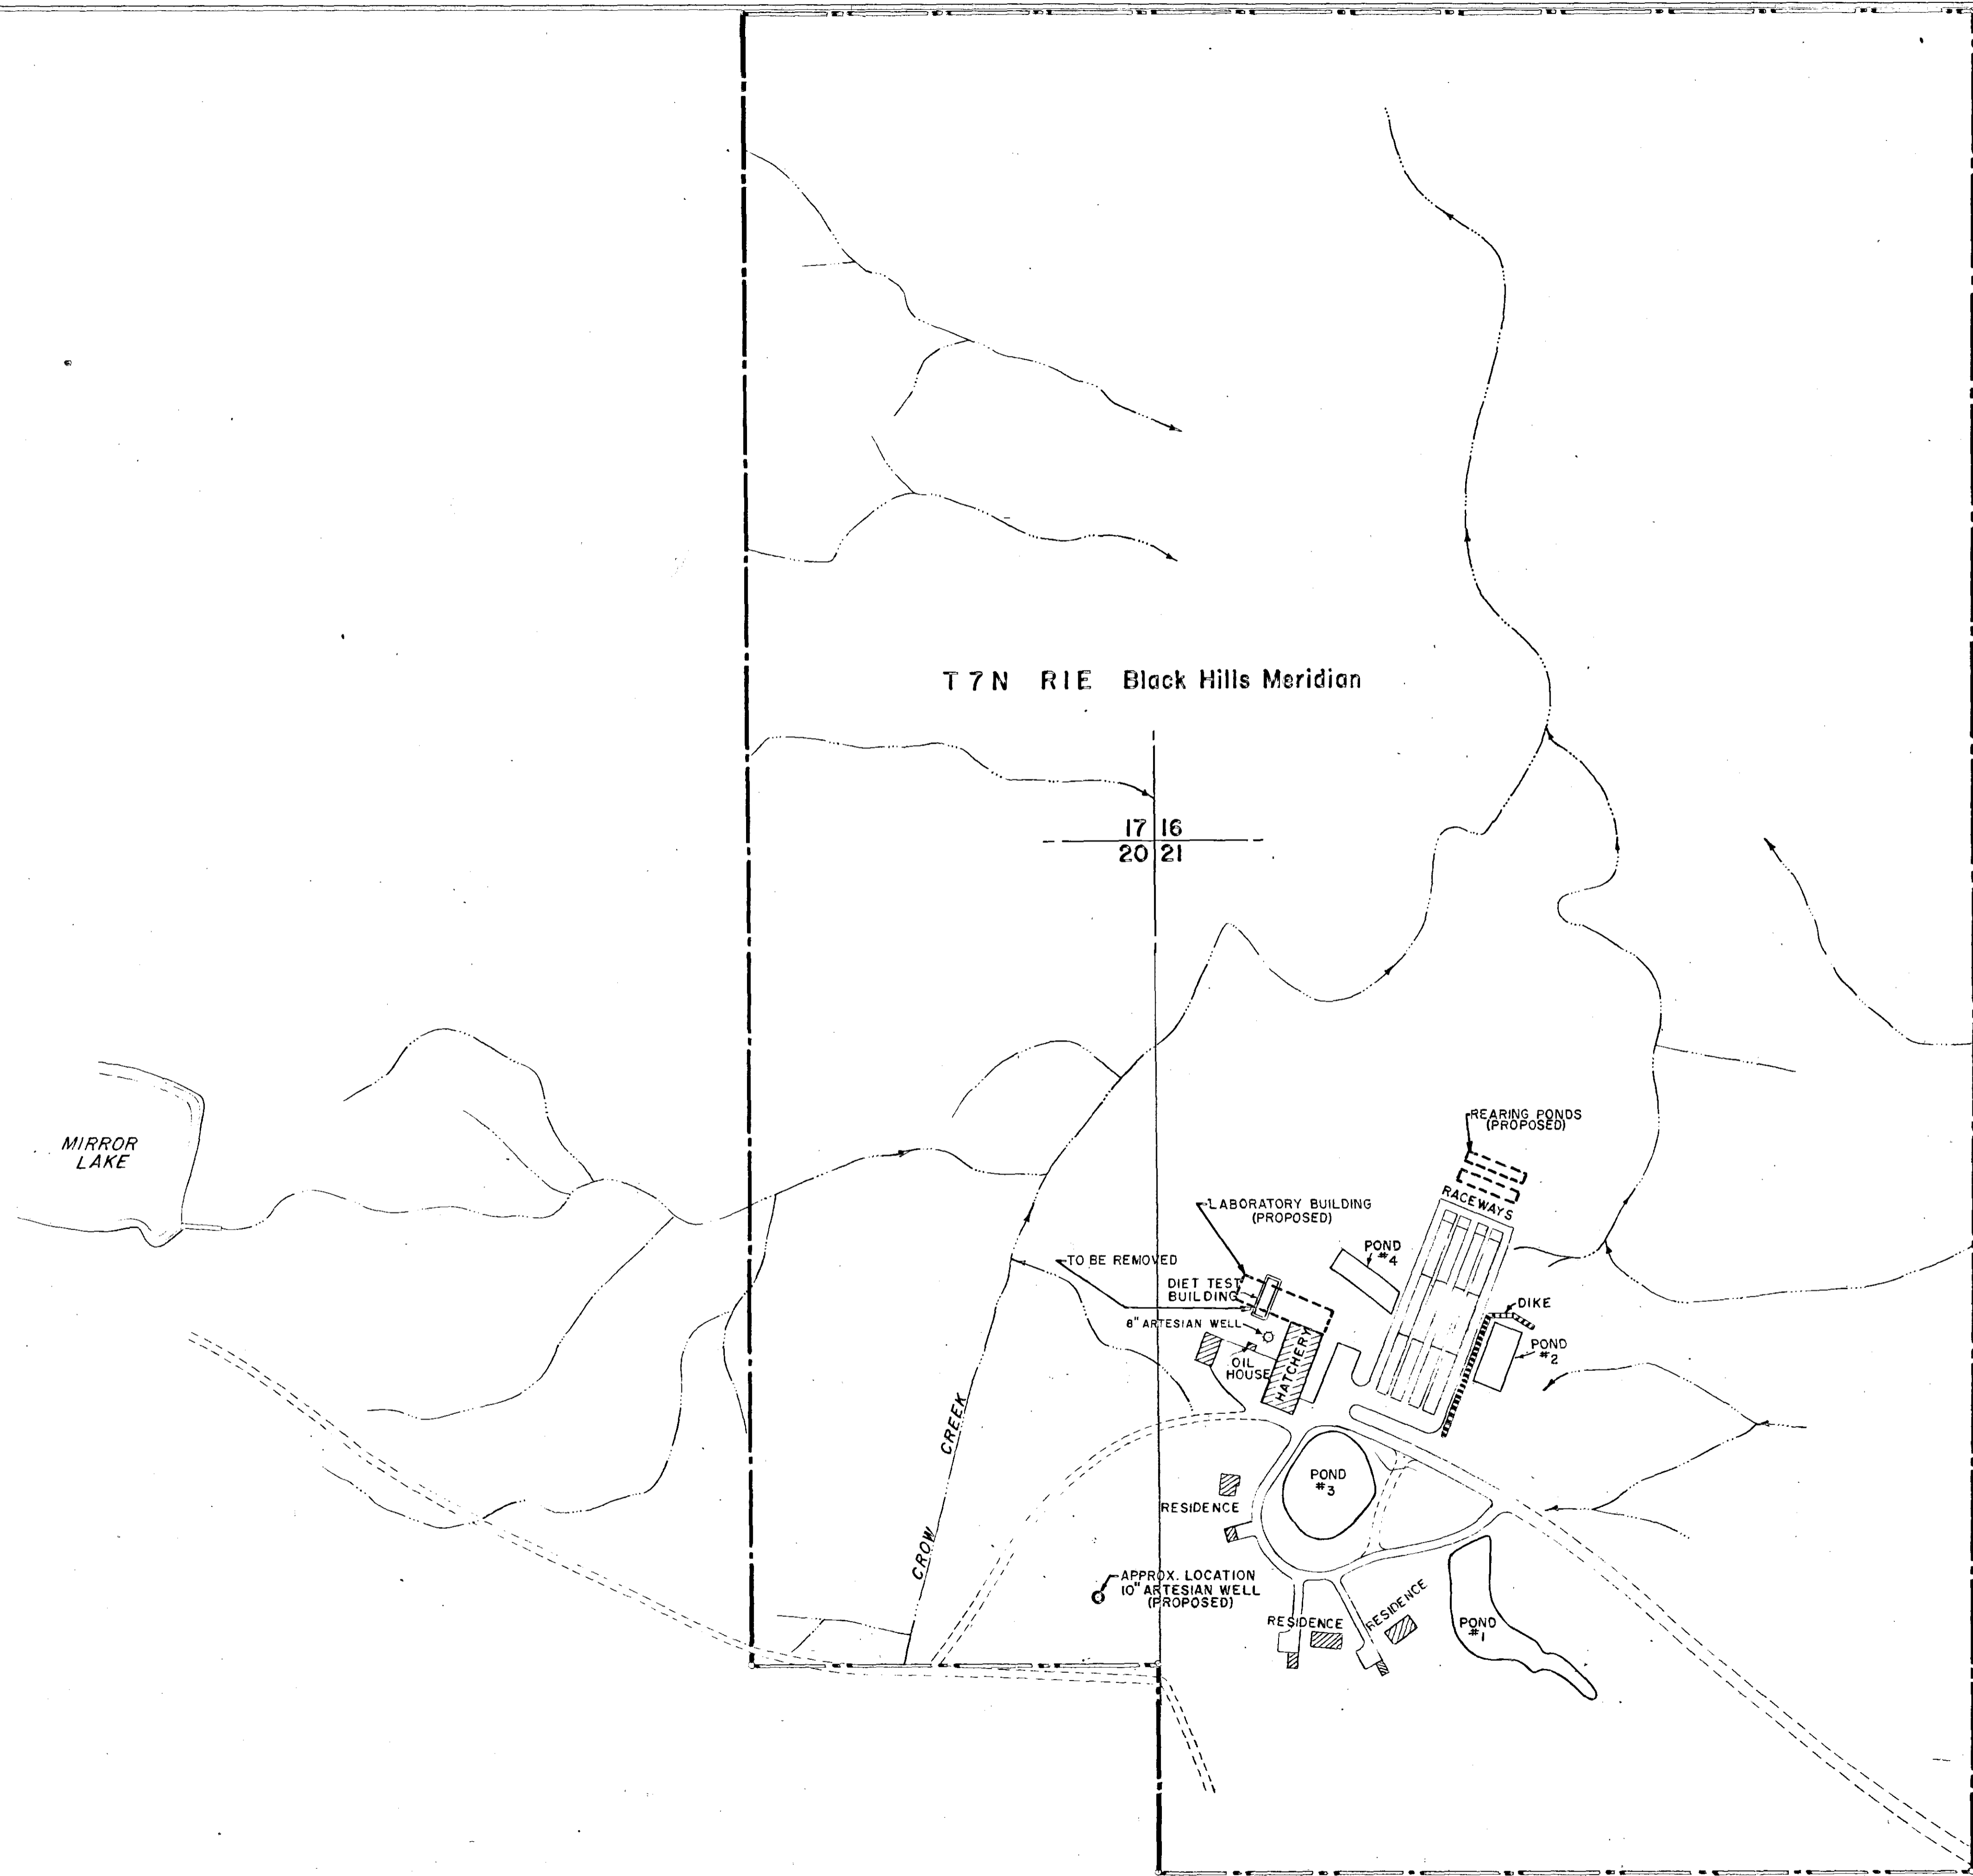 T 7 N R1E Black Hills Meridian
17 16
20 21
MIRROR
LAKE
REARING PONDS
(PROPOSED)
RACEWAYS
LABORATORY BUILDING
(PROPOSED)
POND
#4
TO BE REMOVED
DIET TEST
BUILDING
8" ARTESIAN WELL
OIL
HOUSE
HATCHERY
DIKE
POND
#2
CROW CREEK
POND
#3
RESIDENCE
APPROX. LOCATION
10" ARTESIAN WELL
(PROPOSED)
RESIDENCE
RESIDENCE
POND
#1